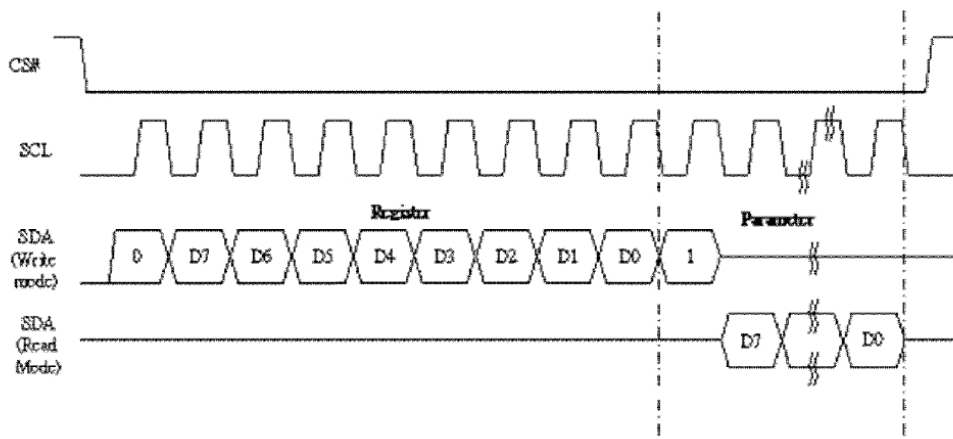 CS#
SCL
Register
Parameter
SDA
(Write
mode)
0 D7 D6 D5 D4 D3 D2 D1 D0 1
SDA
(Read
Mode)
D7 D0